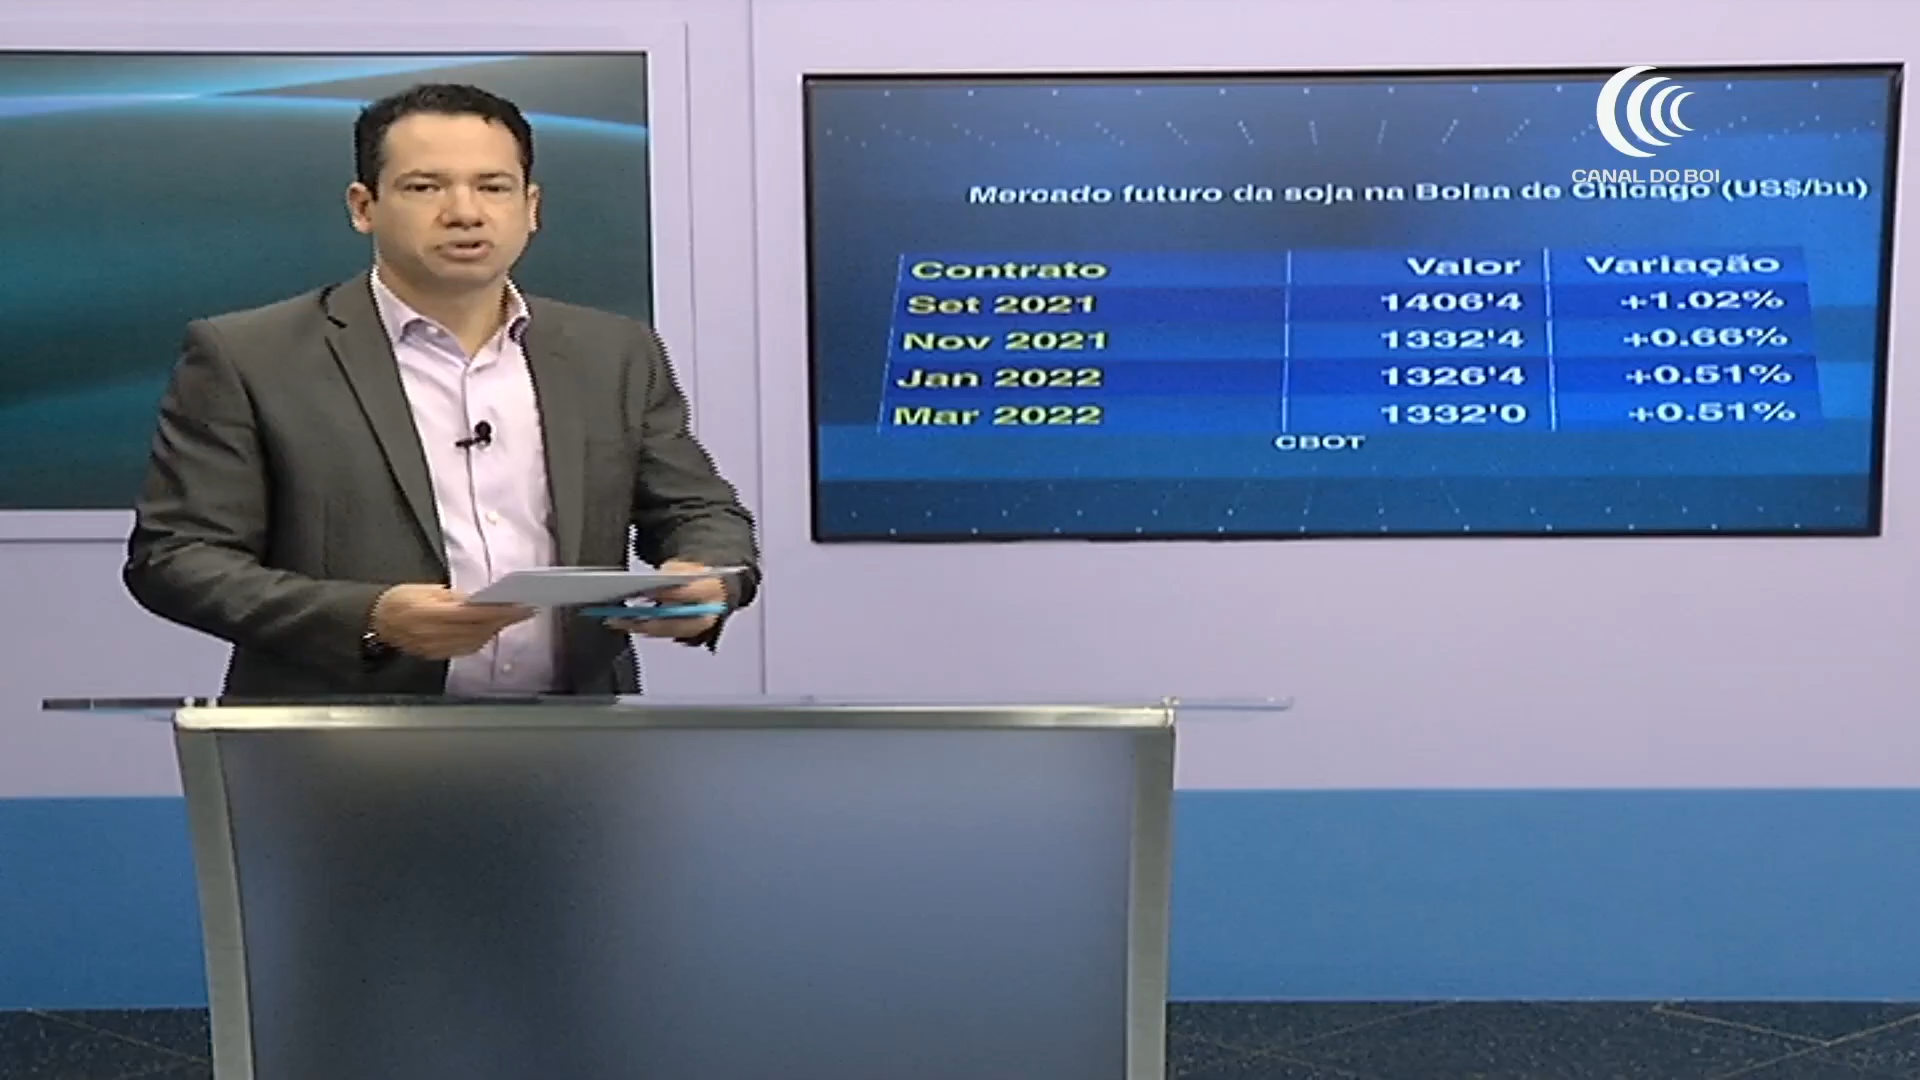 CANAL DO BOI
Mercado futuro da soja na Bolsa de Chicago (US$/bu)
Contrato Valor Variação
Set 2021 1406'4 +1.02%
Nov 2021 1332'4 +0.66%
Jan 2022 1326'4 +0.51%
Mar 2022 1332'0 +0.51%
CBOT